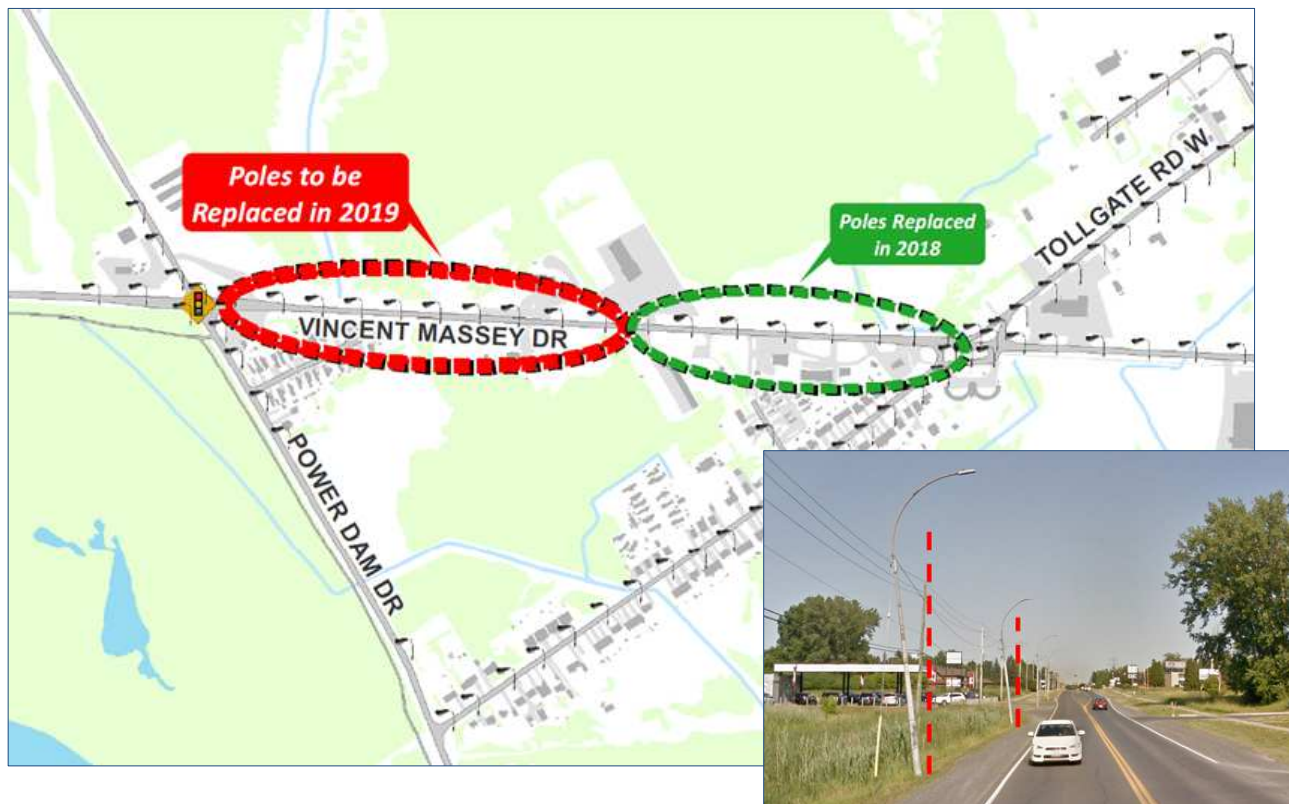 Poles to be
Replaced in 2019
Poles Replaced
in 2018
TOLLGATE RD W
VINCENT MASSEY DR
POWER DAM DR